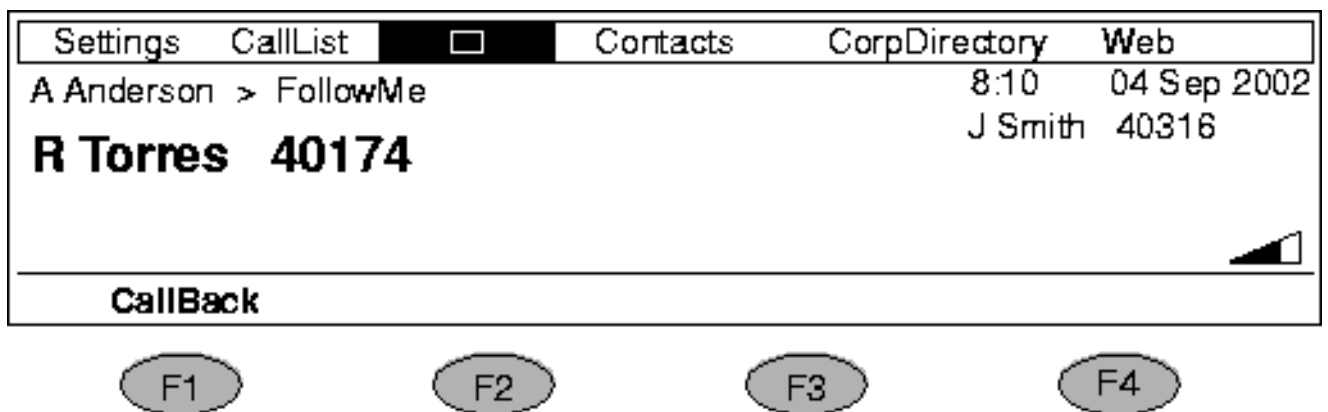 Settings CallList Contacts CorpDirectory Web
A Anderson > FollowMe 8:10 04 Sep 2002
J Smith 40316
R Torres 40174
CallBack
F1 F2 F3 F4